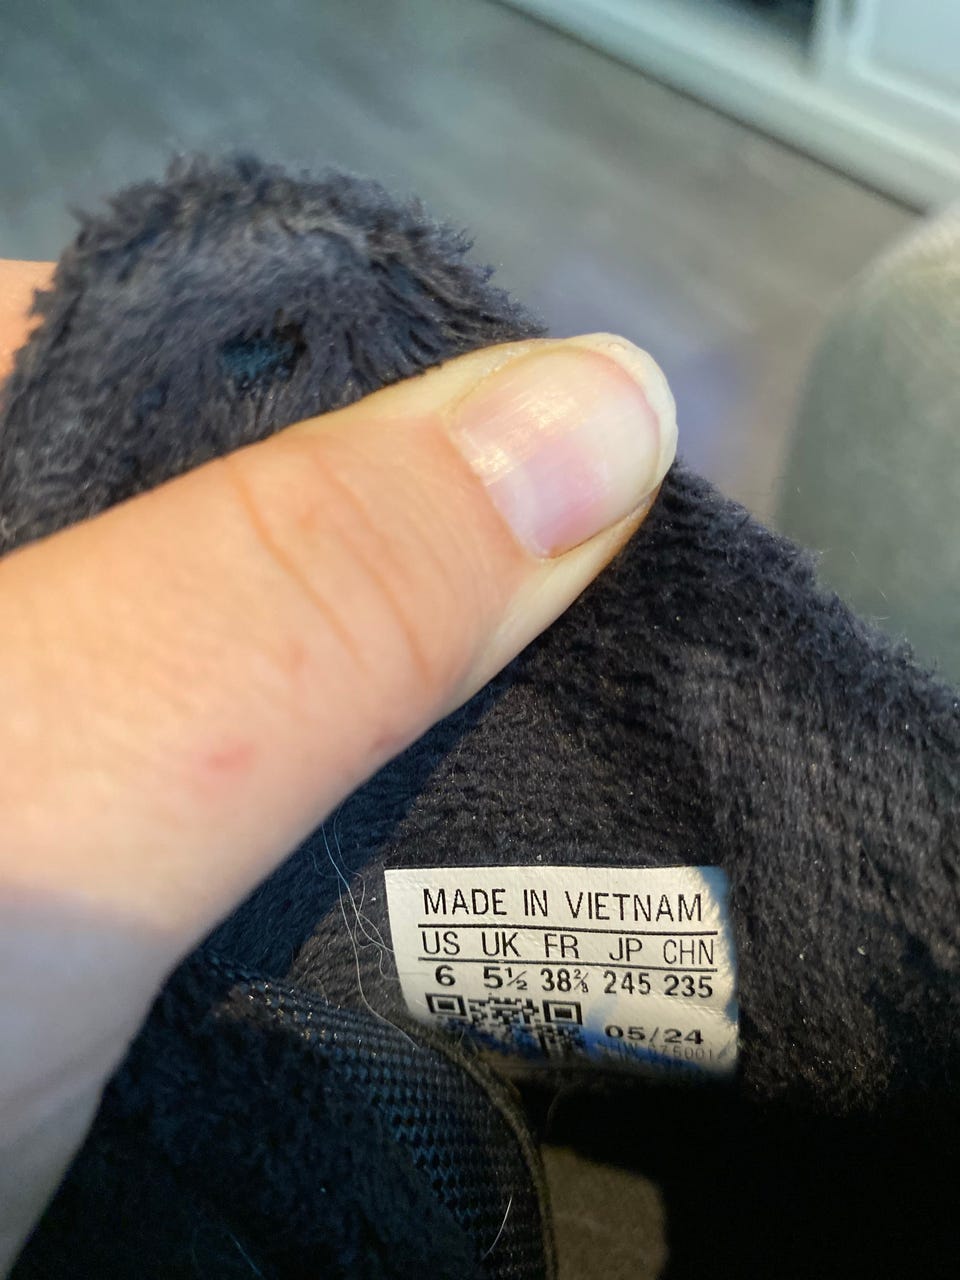 MADE IN VIETNAM
US UK FR JP CHN
6 5½ 38⅔ 245 235
05/24